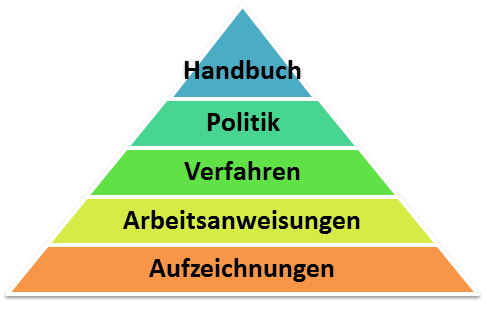 Handbuch
Politik
Verfahren
Arbeitsanweisungen
Aufzeichnungen